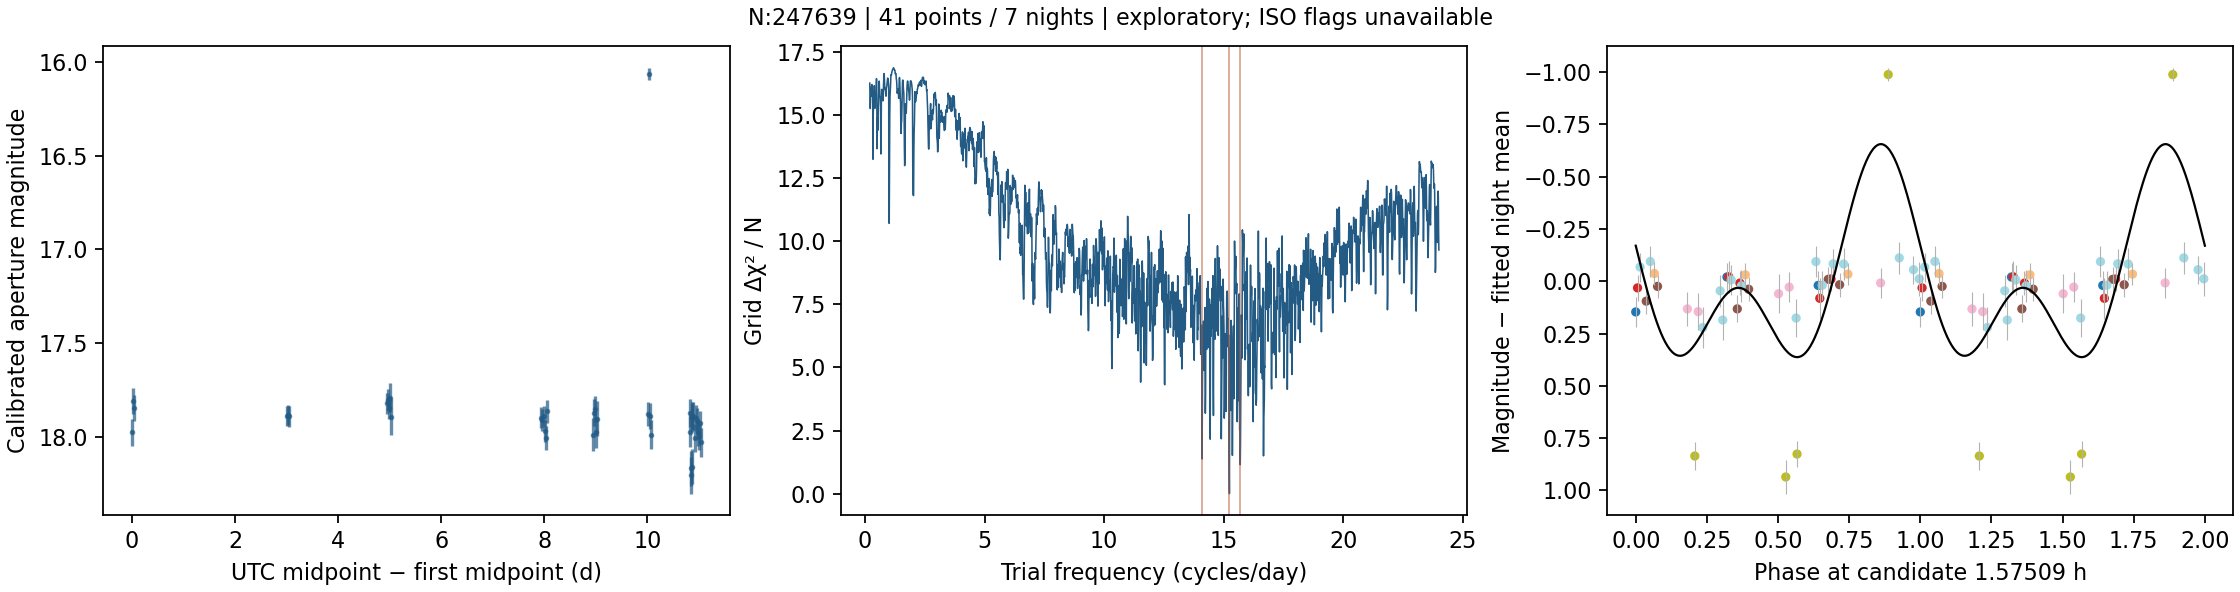 N:247639 | 41 points / 7 nights | exploratory; ISO flags unavailable
Calibrated aperture magnitude
16.0
16.5
17.0
17.5
18.0
0 2 4 6 8 10
UTC midpoint − first midpoint (d)
Grid Δχ² / N
17.5
15.0
12.5
10.0
7.5
5.0
2.5
0.0
0 5 10 15 20 25
Trial frequency (cycles/day)
Magnitude − fitted night mean
−1.00
−0.75
−0.50
−0.25
0.00
0.25
0.50
0.75
1.00
0.00 0.25 0.50 0.75 1.00 1.25 1.50 1.75 2.00
Phase at candidate 1.57509 h